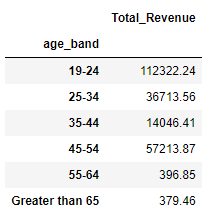 Total_Revenue
age_band
19-24 112322.24
25-34 36713.56
35-44 14046.41
45-54 57213.87
55-64 396.85
Greater than 65 379.46